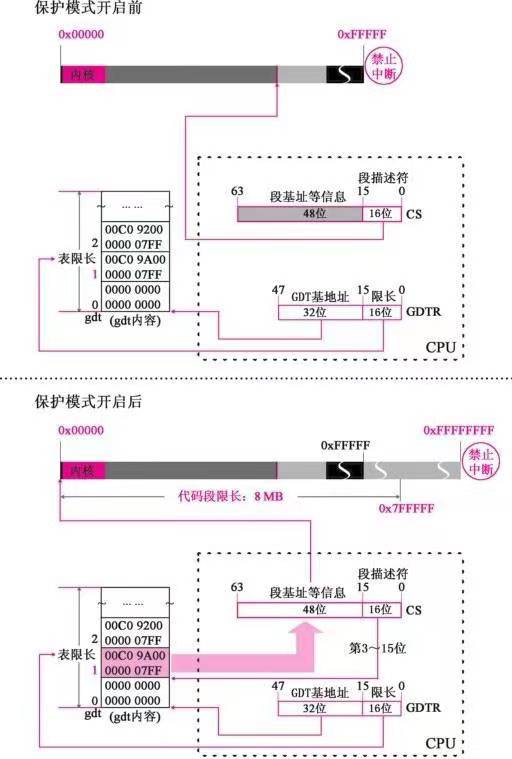 保护模式开启前
0x00000
0xFFFFF
内核
禁止
中断
段描述符
63
段基址等信息
15
0
48位
16位
CS
... ...
00C0 9200
2
0000 07FF
表限长
00C0 9A00
1
0000 07FF
0000 0000
0
0000 0000
gdt
(gdt内容)
47
GDT基地址
15
限长
0
32位
16位
GDTR
CPU
保护模式开启后
0x00000
0xFFFFF
0xFFFFFFFF
内核
禁止
中断
代码段限长：8 MB
0x7FFFFF
段描述符
63
段基址等信息
15
0
48位
16位
CS
... ...
00C0 9200
2
0000 07FF
表限长
00C0 9A00
1
0000 07FF
0000 0000
0
0000 0000
gdt
(gdt内容)
第3～15位
47
GDT基地址
15
限长
0
32位
16位
GDTR
CPU